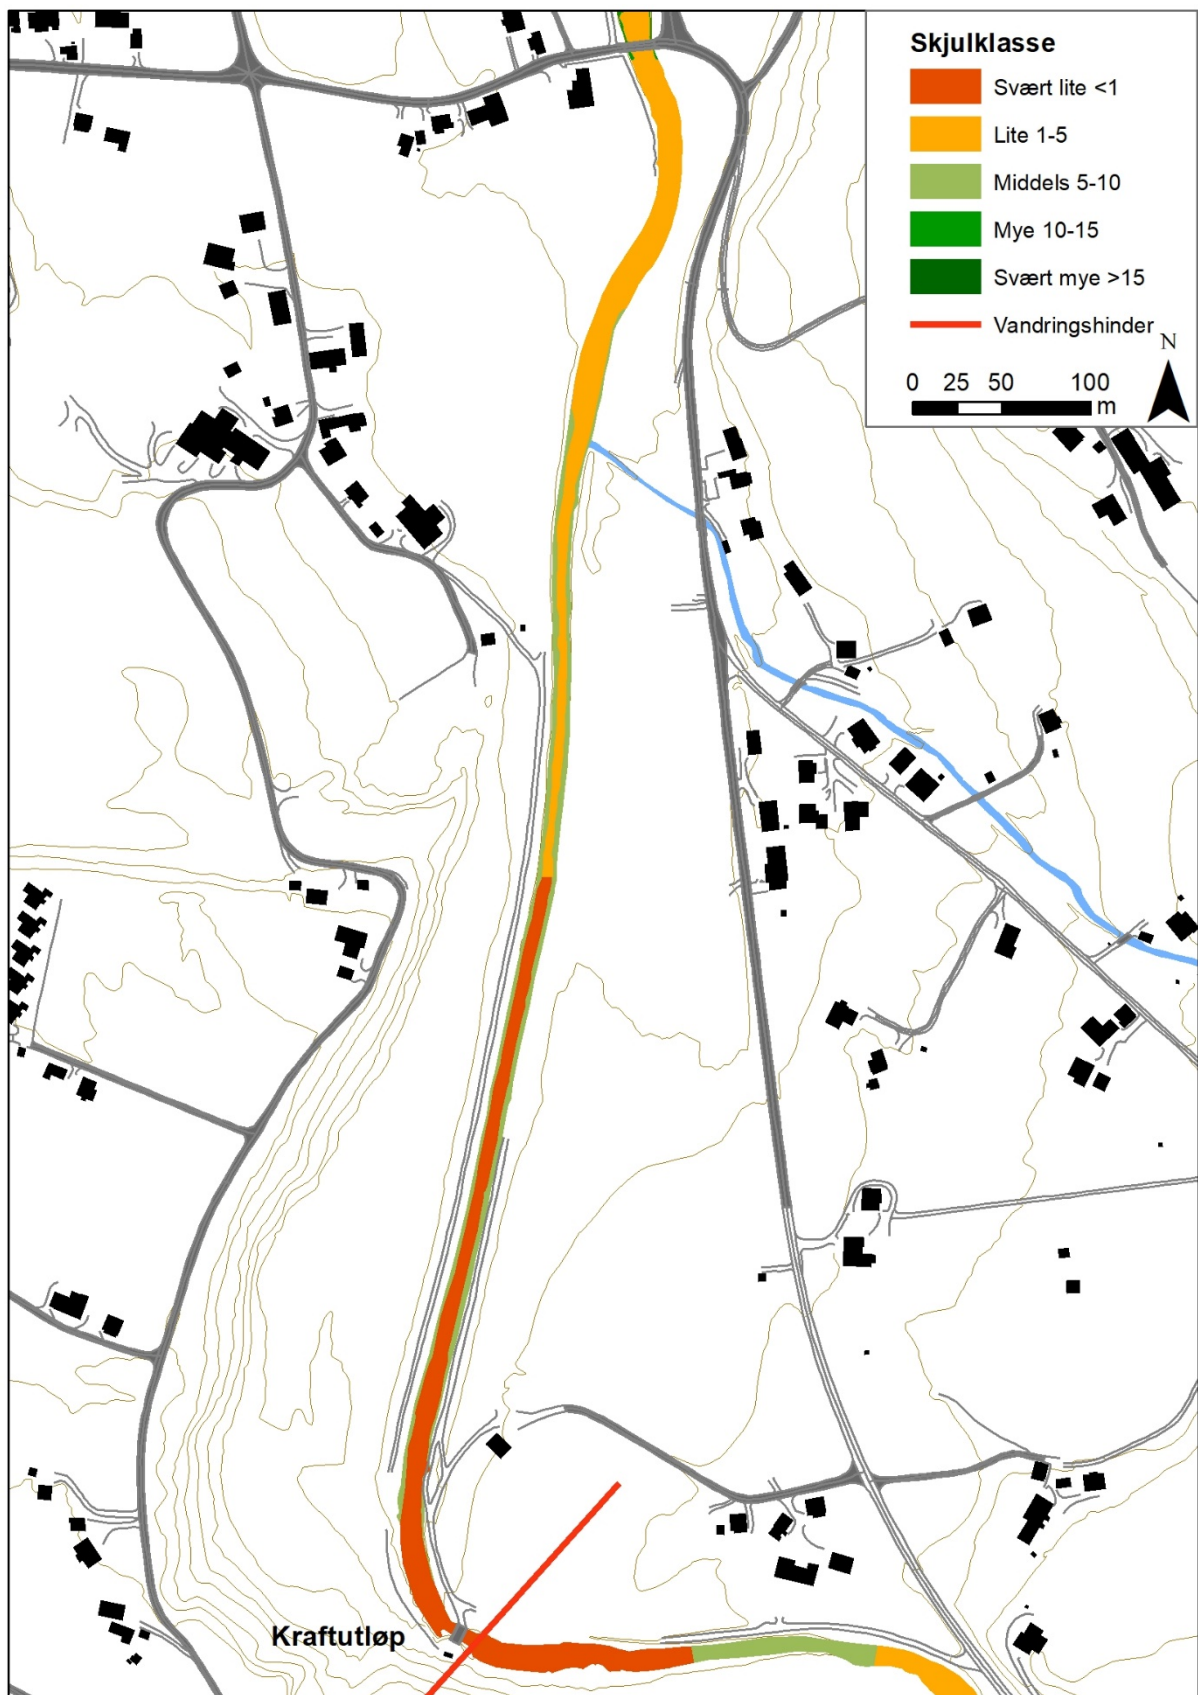 Skjulklasse
Svært lite <1
Lite 1-5
Middels 5-10
Mye 10-15
Svært mye >15
Vandringshinder
N
0 25 50 100
m
Kraftutløp